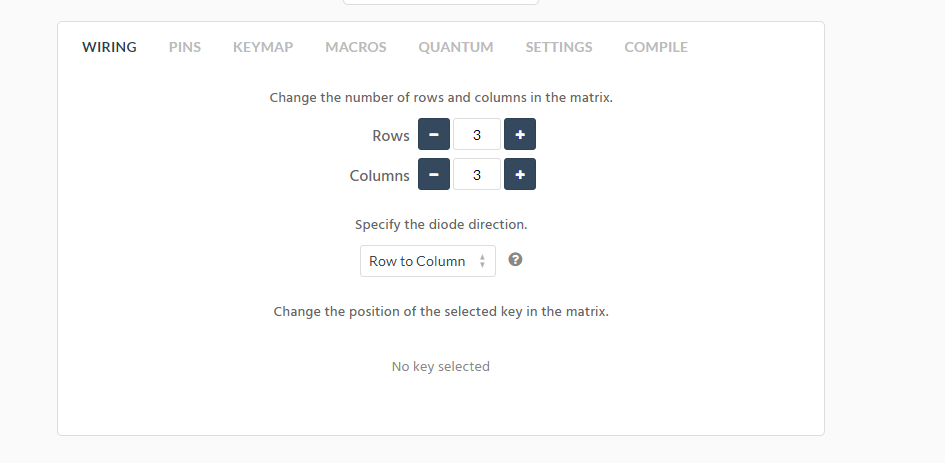 WIRING PINS KEYMAP MACROS QUANTUM SETTINGS COMPILE
Change the number of rows and columns in the matrix.
Rows - 3 +
Columns - 3 +
Specify the diode direction.
Row to Column ?
Change the position of the selected key in the matrix.
No key selected